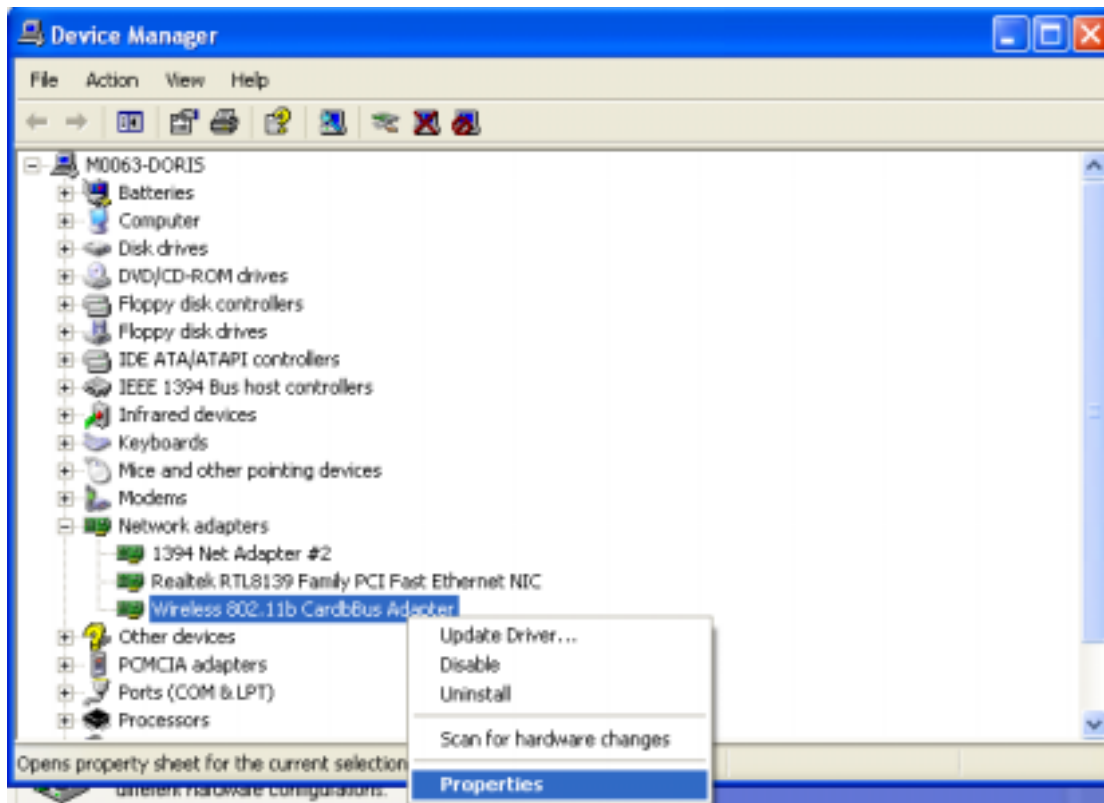 Device Manager
File Action View Help
M0063-DORIS
Batteries
Computer
Disk drives
DVD/CD-ROM drives
Floppy disk controllers
Floppy disk drives
IDE ATA/ATAPI controllers
IEEE 1394 Bus host controllers
Infrared devices
Keyboards
Mice and other pointing devices
Modems
Network adapters
1394 Net Adapter #2
Realtek RTL8139 Family PCI Fast Ethernet NIC
Wireless 802.11b CardbBus Adapter
Other devices
PCMCIA adapters
Ports (COM & LPT)
Processors
Update Driver...
Disable
Uninstall
Scan for hardware changes
Properties
Opens property sheet for the current selection
different hardware configurations.